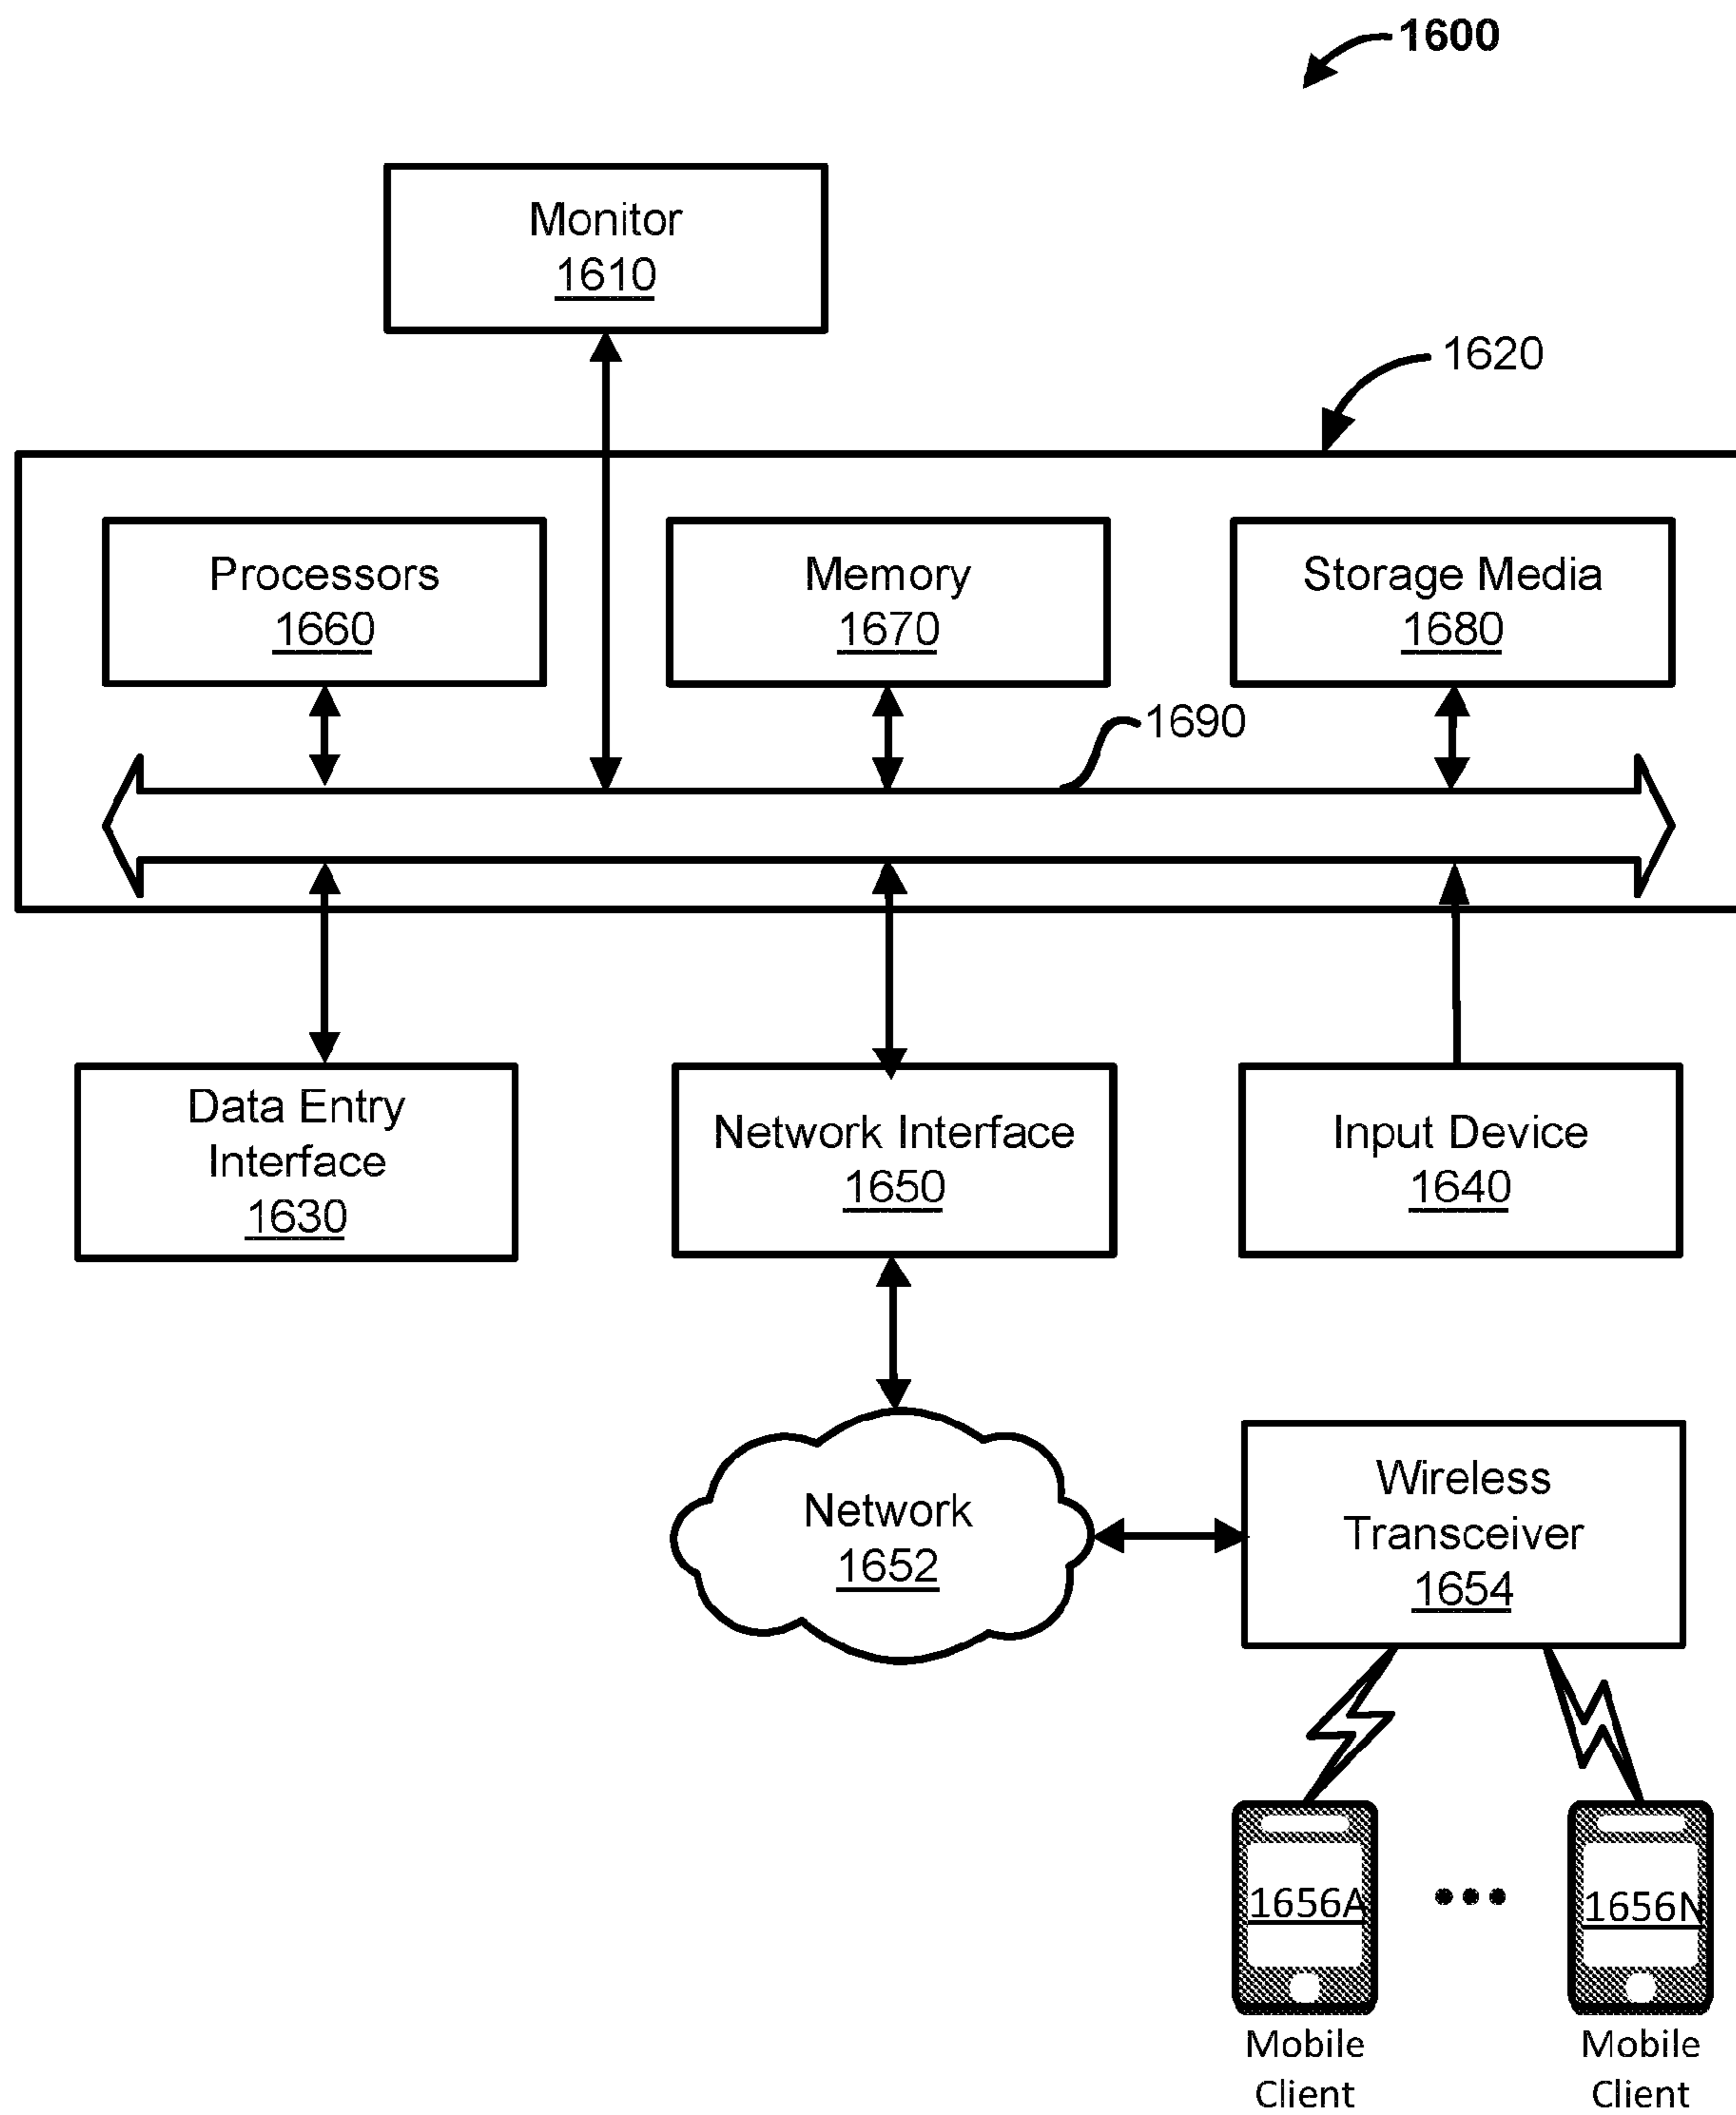 1600
Monitor
1610
1620
Processors
1660
Memory
1670
Storage Media
1680
1690
Data Entry
Interface
1630
Network Interface
1650
Input Device
1640
Network
1652
Wireless
Transceiver
1654
1656A
1656N
Mobile
Client
Mobile
Client